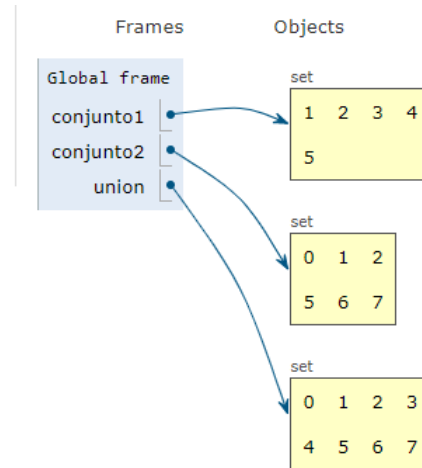 Frames Objects
Global frame
conjunto1
conjunto2
union
set
1 2 3 4
5
set
0 1 2
5 6 7
set
0 1 2 3
4 5 6 7